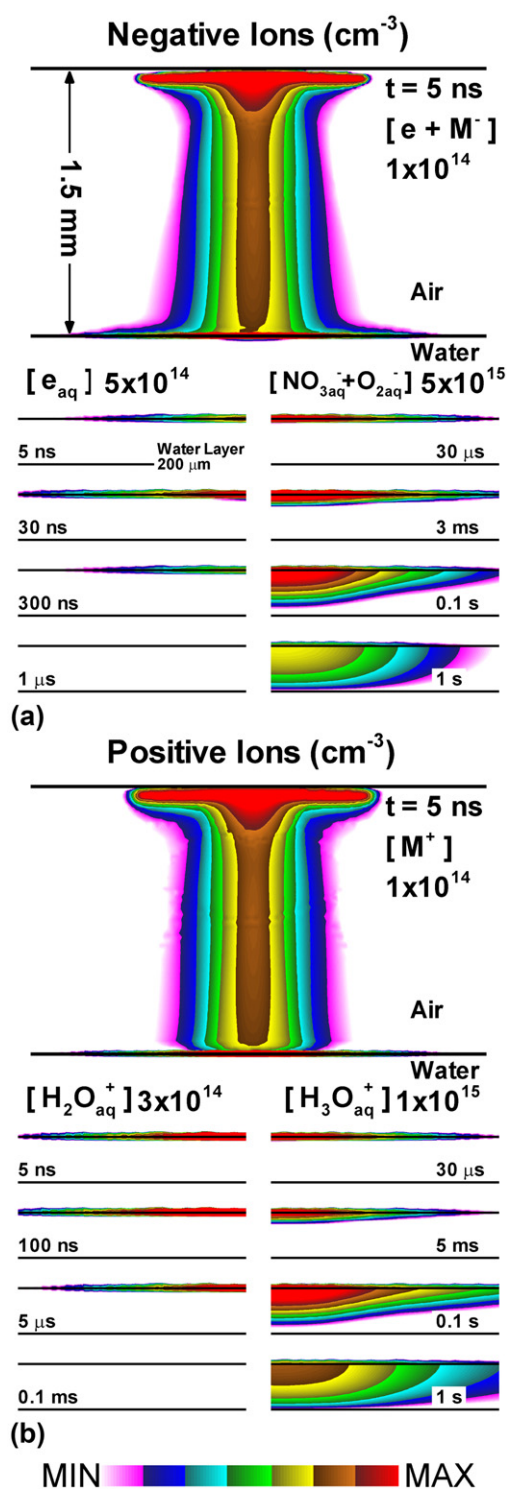 Negative Ions (cm⁻³)
t = 5 ns
[ e + M⁻ ]
1x10¹⁴
1.5 mm
Air
Water
[ e_aq ] 5x10¹⁴
[ NO₃aq⁻+O₂aq⁻] 5x10¹⁵
5 ns
Water Layer
200 μm
30 μs
30 ns
3 ms
300 ns
0.1 s
1 μs
1 s
(a)
Positive Ions (cm⁻³)
t = 5 ns
[ M⁺ ]
1x10¹⁴
Air
Water
[ H₂O_aq⁺ ] 3x10¹⁴
[ H₃O_aq⁺ ] 1x10¹⁵
5 ns
30 μs
100 ns
5 ms
5 μs
0.1 s
0.1 ms
1 s
(b)
MIN MAX